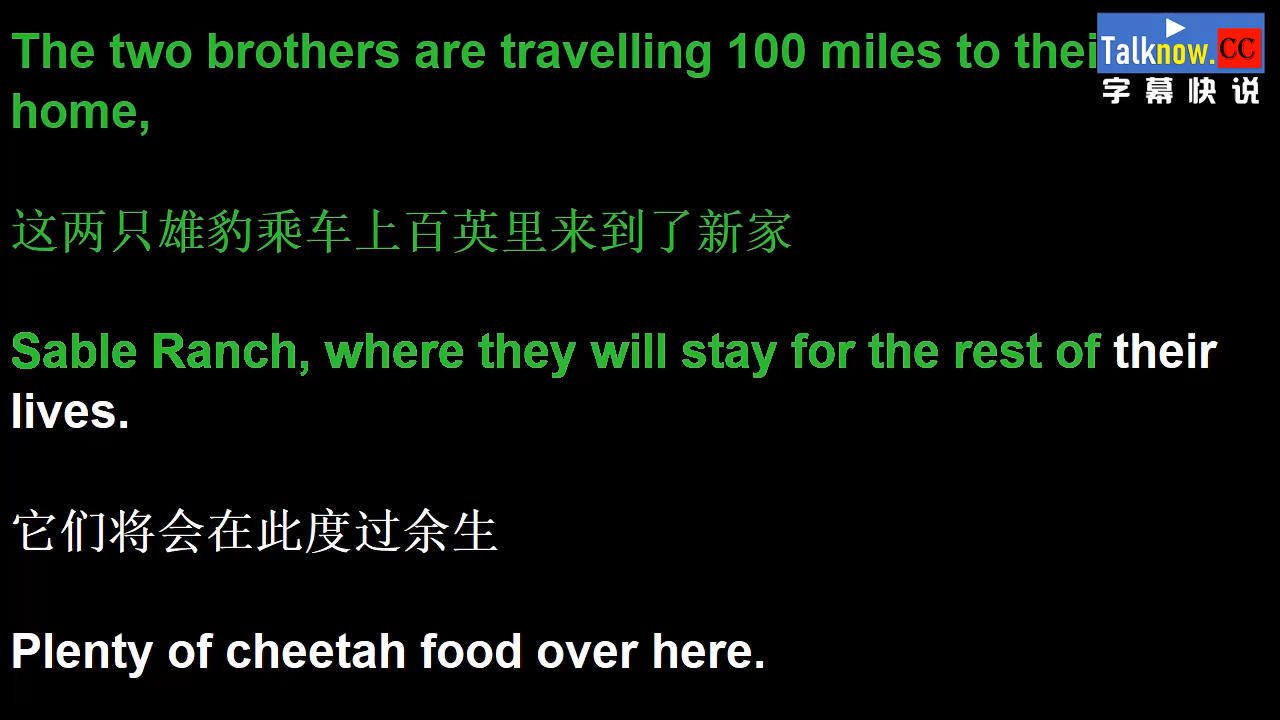 The two brothers are travelling 100 miles to thei
home,
这两只雄豹乘车上百英里来到了新家
Sable Ranch, where they will stay for the rest of their
lives.
它们将会在此度过余生
Plenty of cheetah food over here.
Talknow.CC
字幕快说